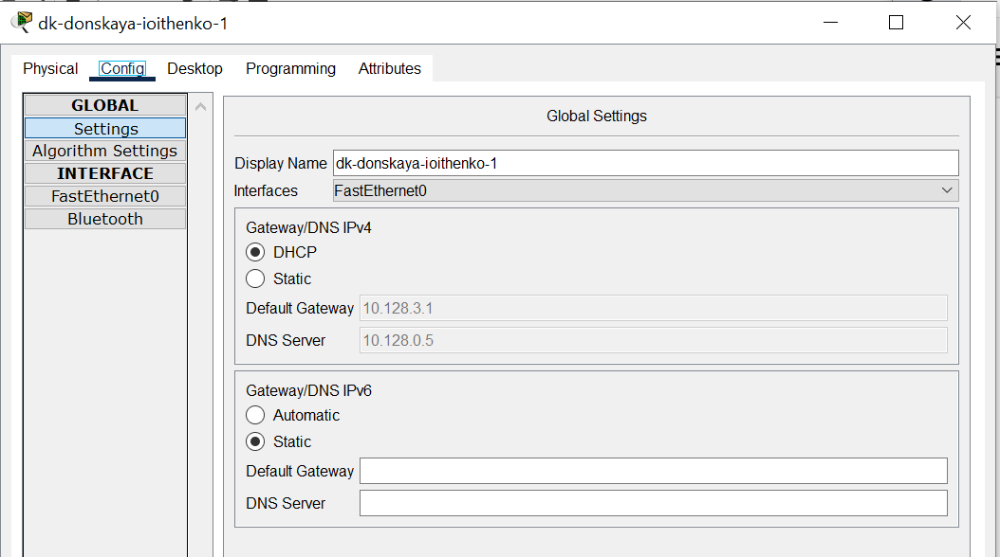 dk-donskaya-ioithenko-1
Physical Config Desktop Programming Attributes
GLOBAL
Settings
Algorithm Settings
INTERFACE
FastEthernet0
Bluetooth
Global Settings
Display Name dk-donskaya-ioithenko-1
Interfaces FastEthernet0
Gateway/DNS IPv4
DHCP
Static
Default Gateway 10.128.3.1
DNS Server 10.128.0.5
Gateway/DNS IPv6
Automatic
Static
Default Gateway
DNS Server